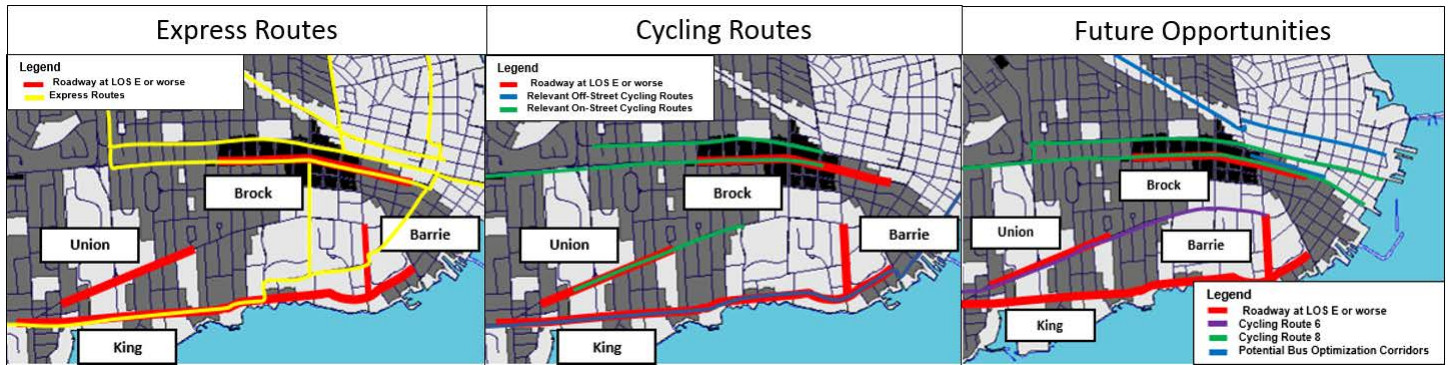 Express Routes
Legend
Roadway at LOS E or worse
Express Routes
Brock
Union
Barrie
King
Cycling Routes
Legend
Roadway at LOS E or worse
Relevant Off-Street Cycling Routes
Relevant On-Street Cycling Routes
Brock
Union
Barrie
King
Future Opportunities
Brock
Union
Barrie
King
Legend
Roadway at LOS E or worse
Cycling Route 6
Cycling Route 8
Potential Bus Optimization Corridors